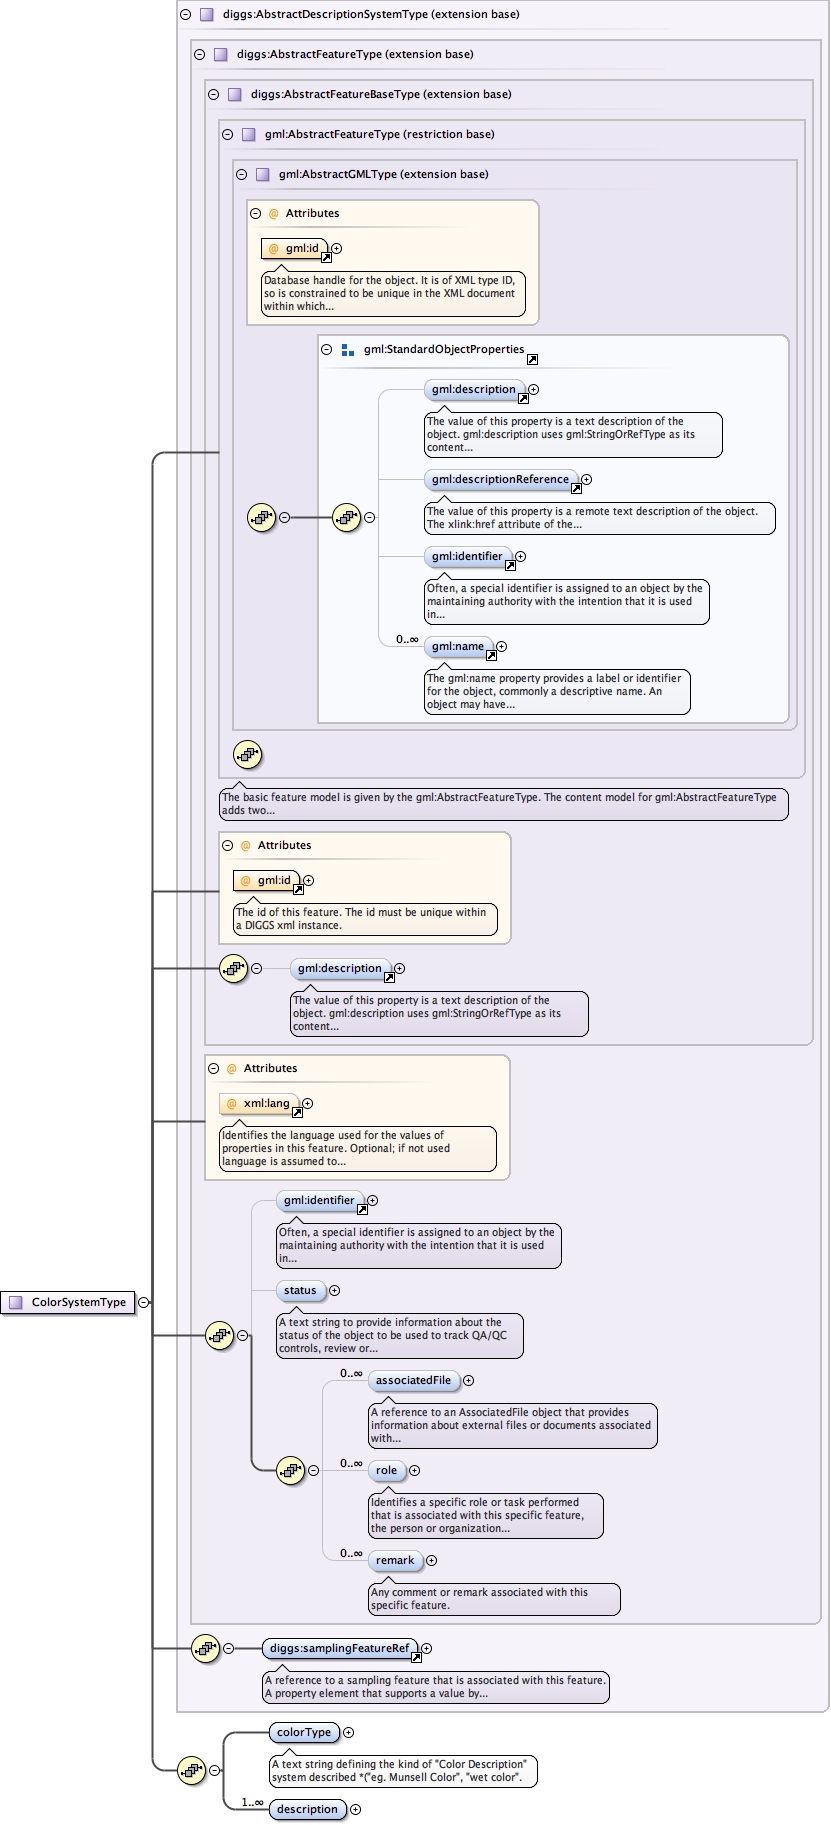 diggs:AbstractDescriptionSystemType (extension base)
diggs:AbstractFeatureType (extension base)
diggs:AbstractFeatureBaseType (extension base)
gml:AbstractFeatureType (restriction base)
gml:AbstractGMLType (extension base)
@ Attributes
@ gml:id
Database handle for the object. It is of XML type ID,
so is constrained to be unique in the XML document
within which...
gml:StandardObjectProperties
gml:description
The value of this property is a text description of the
object. gml:description uses gml:StringOrRefType as its
content...
gml:descriptionReference
The value of this property is a remote text description of the object.
The xlink:href attribute of the...
gml:identifier
Often, a special identifier is assigned to an object by the
maintaining authority with the intention that it is used
in...
0..∞
gml:name
The gml:name property provides a label or identifier
for the object, commonly a descriptive name. An
object may have...
The basic feature model is given by the gml:AbstractFeatureType. The content model for gml:AbstractFeatureType
adds two...
@ Attributes
@ gml:id
The id of this feature. The id must be unique within
a DIGGS xml instance.
gml:description
The value of this property is a text description of the
object. gml:description uses gml:StringOrRefType as its
content...
@ Attributes
@ xml:lang
Identifies the language used for the values of
properties in this feature. Optional; if not used
language is assumed to...
gml:identifier
Often, a special identifier is assigned to an object by the
maintaining authority with the intention that it is used
in...
status
ColorSystemType
A text string to provide information about the
status of the object to be used to track QA/QC
controls, review or...
0..∞
associatedFile
A reference to an AssociatedFile object that provides
information about external files or documents associated
with...
0..∞
role
Identifies a specific role or task performed
that is associated with this specific feature,
the person or organization...
0..∞
remark
Any comment or remark associated with this
specific feature.
diggs:samplingFeatureRef
A reference to a sampling feature that is associated with this feature.
A property element that supports a value by...
colorType
A text string defining the kind of "Color Description"
system described *("eg. Munsell Color", "wet color".
1..∞
description